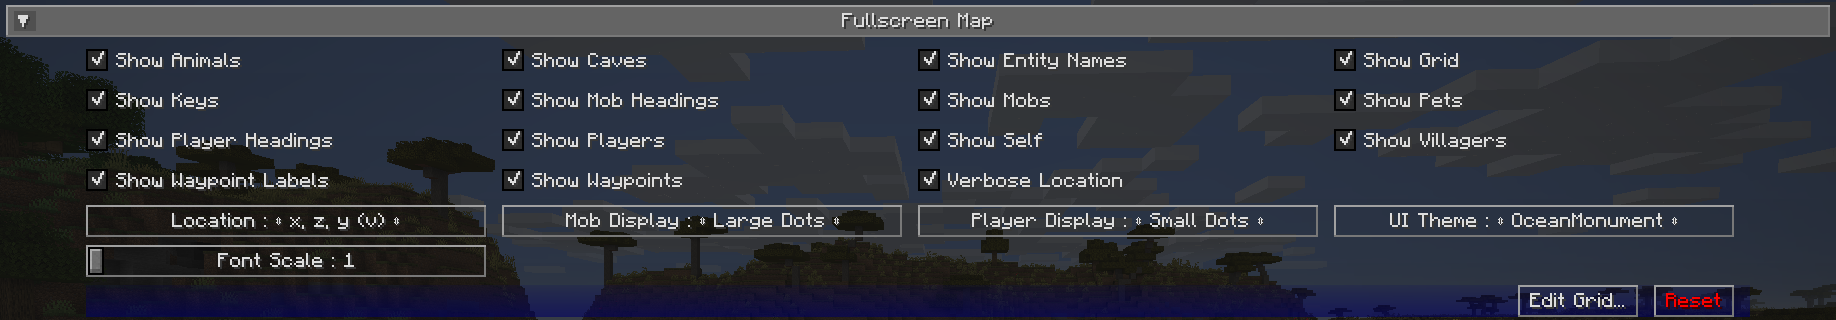 Fullscreen Map
Show Animals Show Caves Show Entity Names Show Grid
Show Keys Show Mob Headings Show Mobs Show Pets
Show Player Headings Show Players Show Self Show Villagers
Show Waypoint Labels Show Waypoints Verbose Location
Location : ⇕ x, z, y (v) ⇕ Mob Display : ⇕ Large Dots ⇕ Player Display : ⇕ Small Dots ⇕ UI Theme : ⇕ OceanMonument ⇕
Font Scale : 1
Edit Grid... Reset